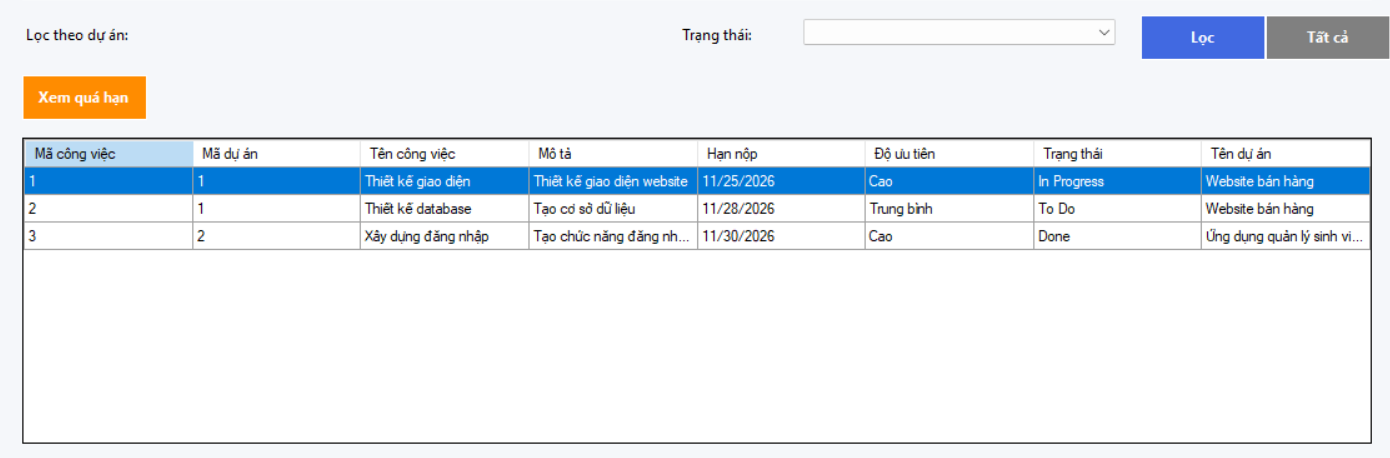 Lọc theo dự án: Trạng thái: Lọc Tất cả
Xem quá hạn
Mã công việc Mã dự án Tên công việc Mô tả Hạn nộp Độ ưu tiên Trạng thái Tên dự án
1 1 Thiết kế giao diện Thiết kế giao diện website 11/25/2026 Cao In Progress Website bán hàng
2 1 Thiết kế database Tạo cơ sở dữ liệu 11/28/2026 Trung bình To Do Website bán hàng
3 2 Xây dựng đăng nhập Tạo chức năng đăng nh... 11/30/2026 Cao Done Ứng dụng quản lý sinh vi...